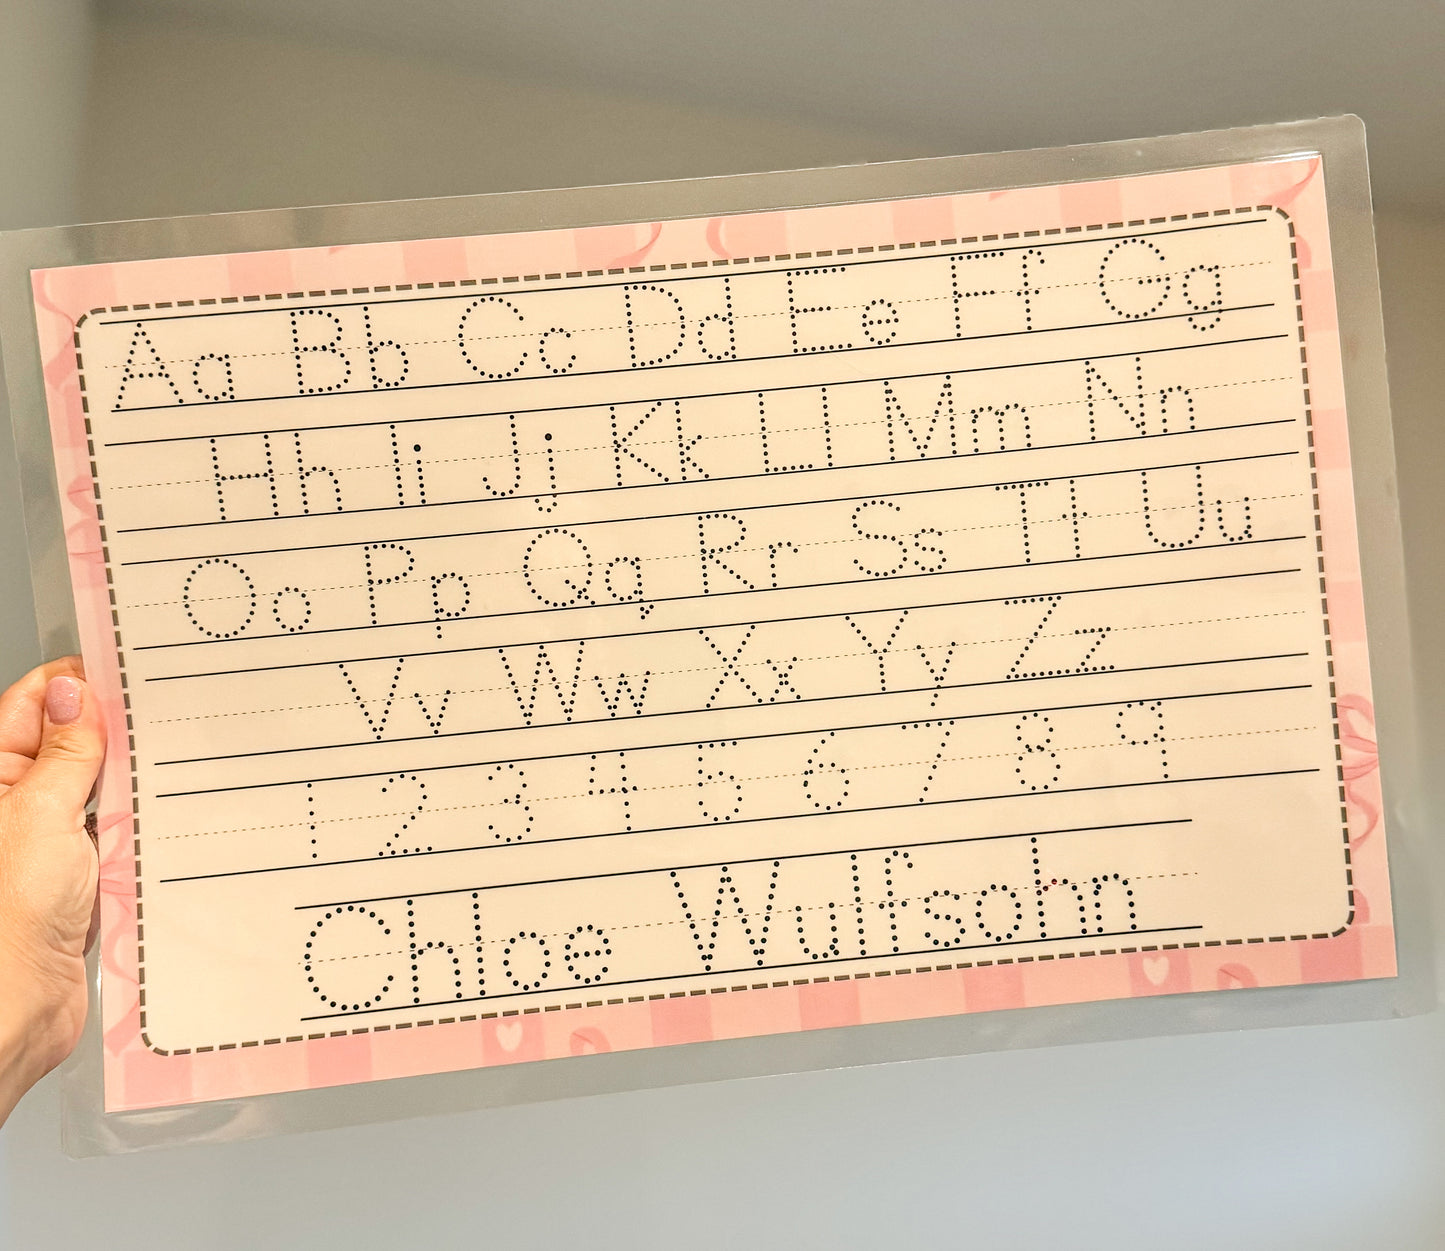 Aa Bb Cc Dd Ee Ff Gg
Hh Ii Jj Kk Ll Mm Nn
Oo Pp Qq Rr Ss Tt Uu
Vv Ww Xx Yy Zz
1 2 3 4 5 6 7 8 9
Chloe Wulfsohn